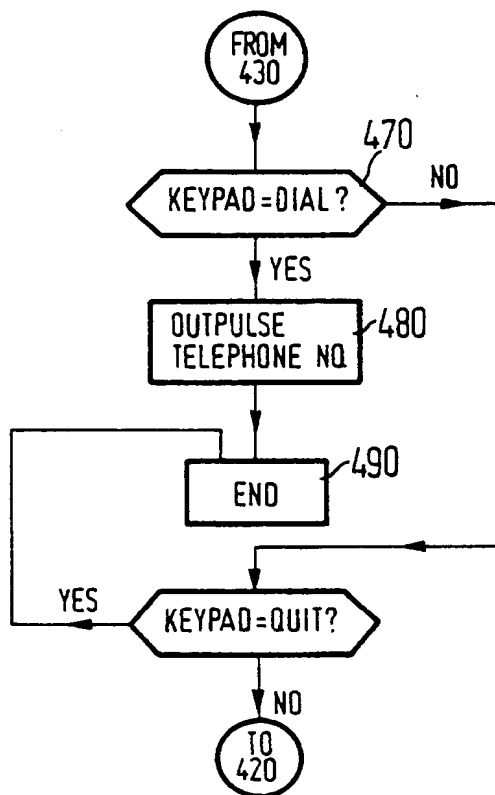 FROM
430
470
KEYPAD=DIAL?
NO
YES
OUTPULSE
TELEPHONE NO.
480
490
END
YES
KEYPAD=QUIT?
NO
TO
420